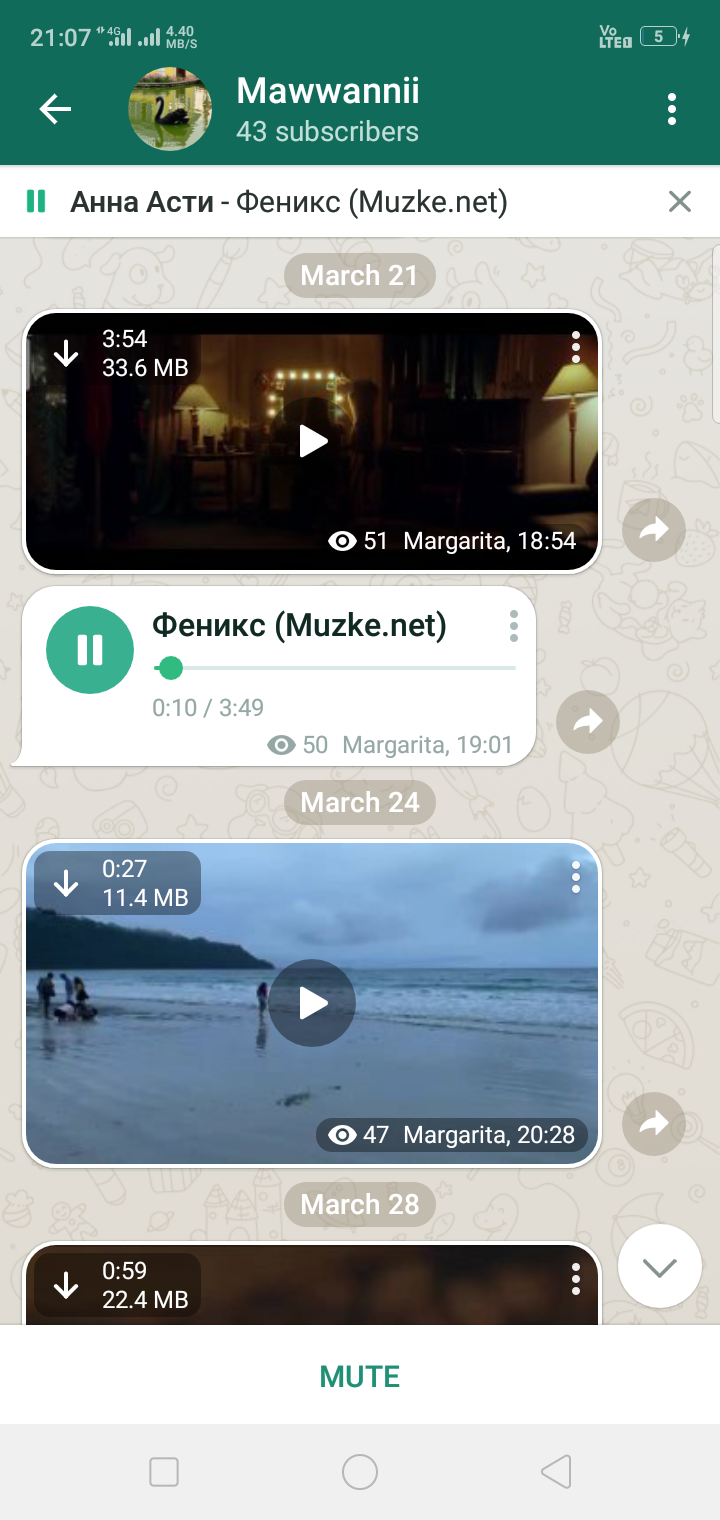 21:07 4G 4.40 MB/S Vo LTE1 5
Mawwannii
43 subscribers
Анна Асти - Феникс (Muzke.net)
March 21
3:54
33.6 MB
51 Margarita, 18:54
Феникс (Muzke.net)
0:10 / 3:49
50 Margarita, 19:01
March 24
0:27
11.4 MB
47 Margarita, 20:28
March 28
0:59
22.4 MB
MUTE